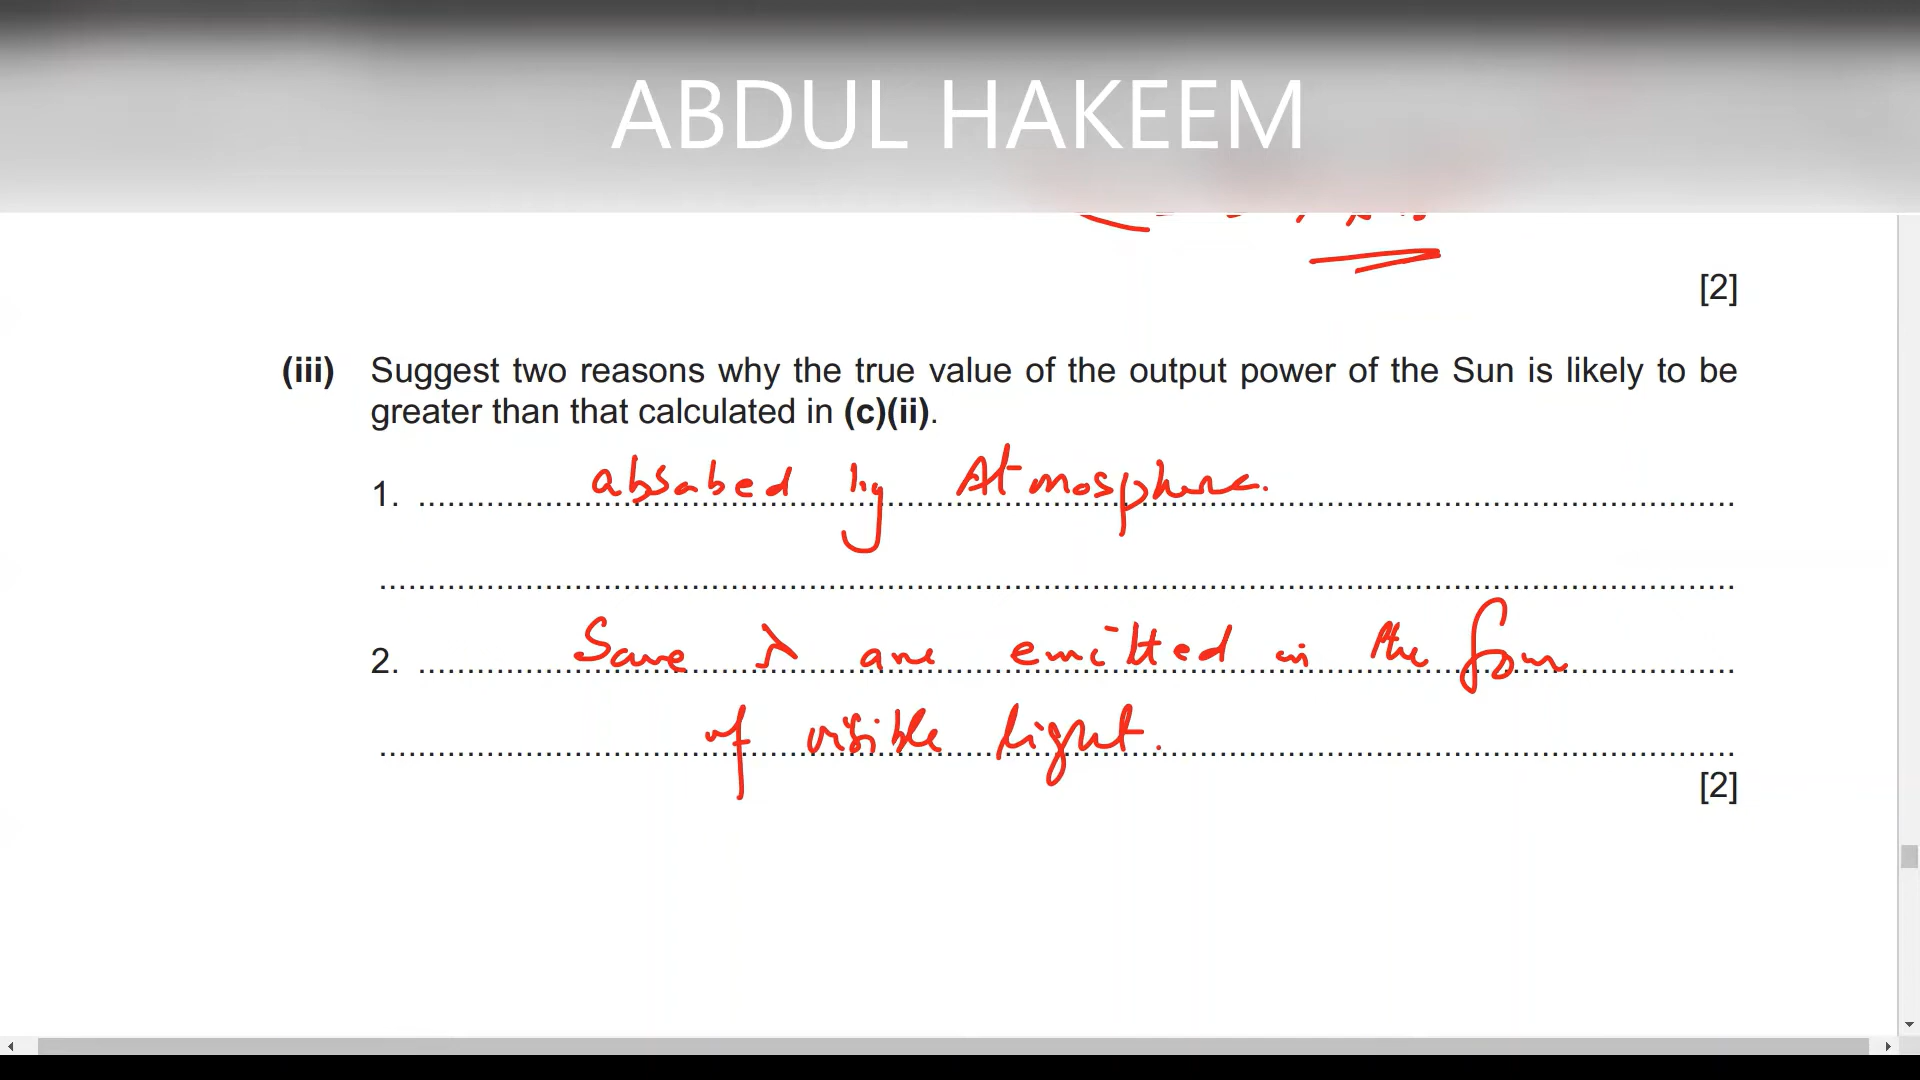 ABDUL HAKEEM
[2]
(iii) Suggest two reasons why the true value of the output power of the Sun is likely to be
greater than that calculated in (c)(ii).
1. absorbed by Atmosphere.
2. Some λ are emitted in the form
of visible light.
[2]